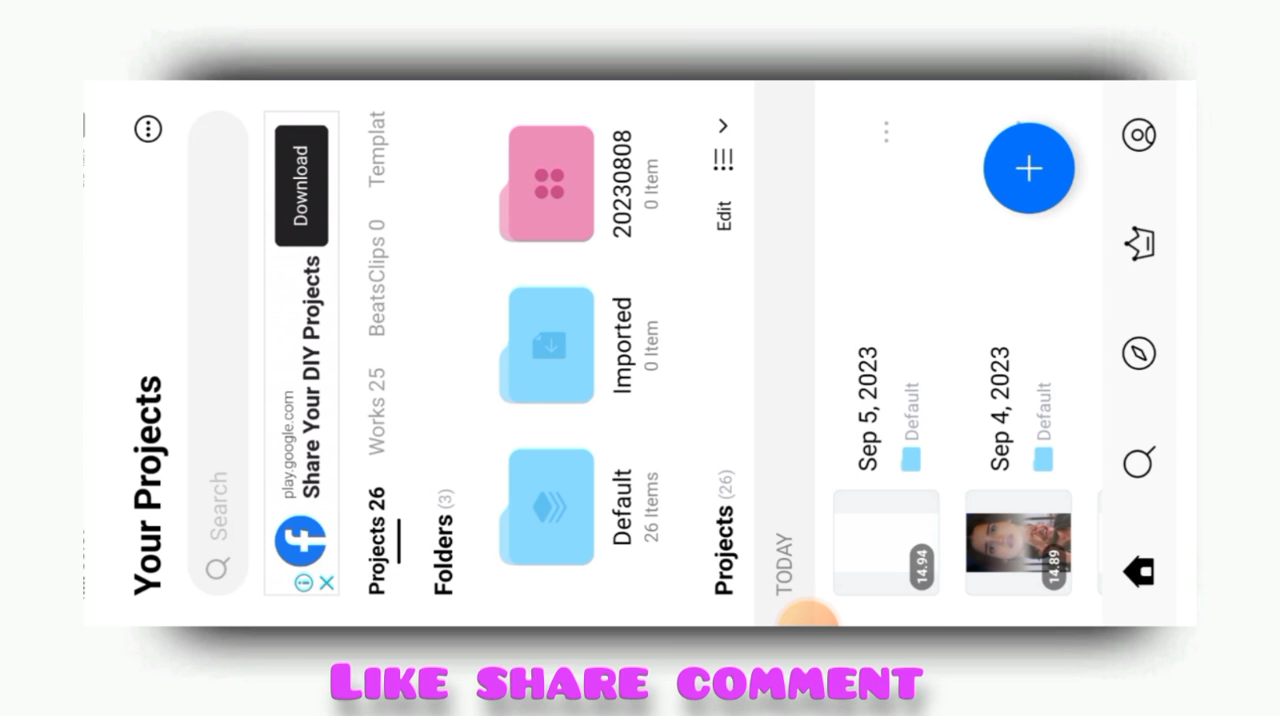 Your Projects
Search
play.google.com
Share Your DIY Projects
Download
Projects 26
Works 25
BeatsClips 0
Templat
Folders (3)
Default
26 Items
Imported
0 Item
20230808
0 Item
Projects (26)
Edit
TODAY
14.94
Sep 5, 2023
Default
14.89
Sep 4, 2023
Default
LIKE SHARE COMMENT